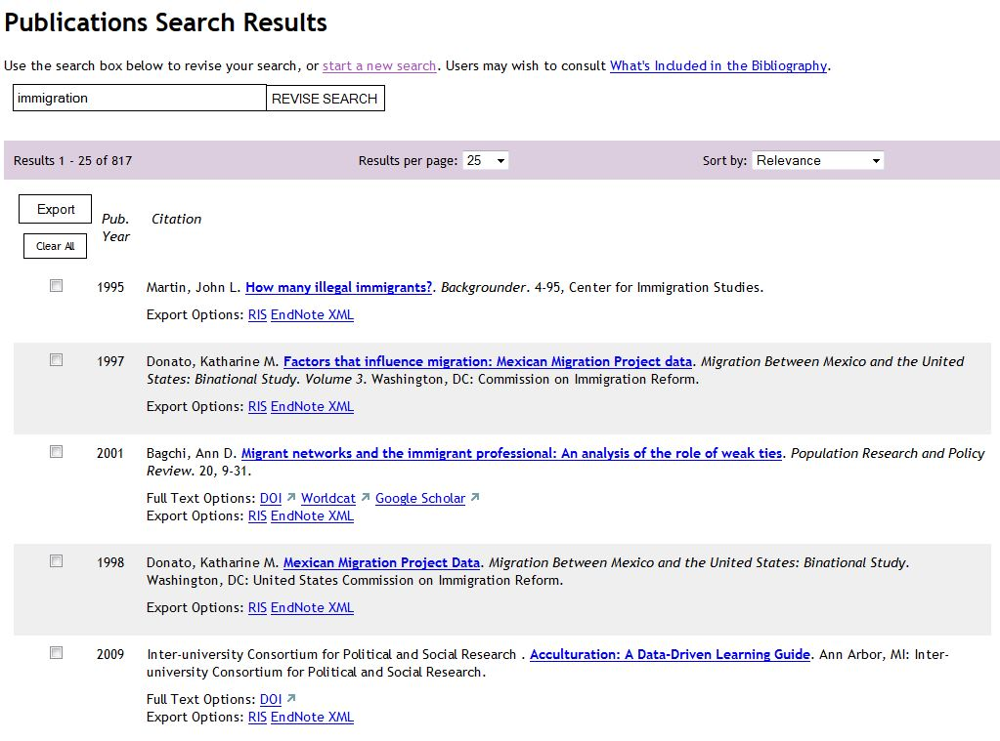 Publications Search Results
Use the search box below to revise your search, or start a new search. Users may wish to consult What's Included in the Bibliography.
immigration REVISE SEARCH
Results 1 - 25 of 817 Results per page: 25 Sort by: Relevance
Export
Pub. Year Citation
Clear All
1995 Martin, John L. How many illegal immigrants?. Backgrounder. 4-95, Center for Immigration Studies.
Export Options: RIS EndNote XML
1997 Donato, Katharine M. Factors that influence migration: Mexican Migration Project data. Migration Between Mexico and the United
States: Binational Study. Volume 3. Washington, DC: Commission on Immigration Reform.
Export Options: RIS EndNote XML
2001 Bagchi, Ann D. Migrant networks and the immigrant professional: An analysis of the role of weak ties. Population Research and Policy
Review. 20, 9-31.
Full Text Options: DOI Worldcat Google Scholar
Export Options: RIS EndNote XML
1998 Donato, Katharine M. Mexican Migration Project Data. Migration Between Mexico and the United States: Binational Study.
Washington, DC: United States Commission on Immigration Reform.
Export Options: RIS EndNote XML
2009 Inter-university Consortium for Political and Social Research . Acculturation: A Data-Driven Learning Guide. Ann Arbor, MI: Inter-
university Consortium for Political and Social Research.
Full Text Options: DOI
Export Options: RIS EndNote XML